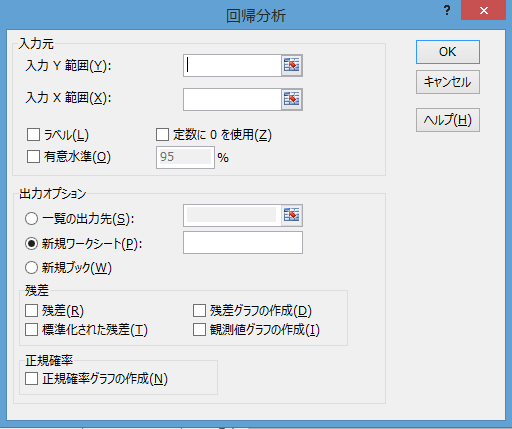 回帰分析
? ×
入力元
入力 Y 範囲(Y):
OK
キャンセル
入力 X 範囲(X):
ヘルプ(H)
ラベル(L)
定数に 0 を使用(Z)
有意水準(O)
95 %
出力オプション
一覧の出力先(S):
新規ワークシート(P):
新規ブック(W)
残差
残差(R)
残差グラフの作成(D)
標準化された残差(T)
観測値グラフの作成(I)
正規確率
正規確率グラフの作成(N)